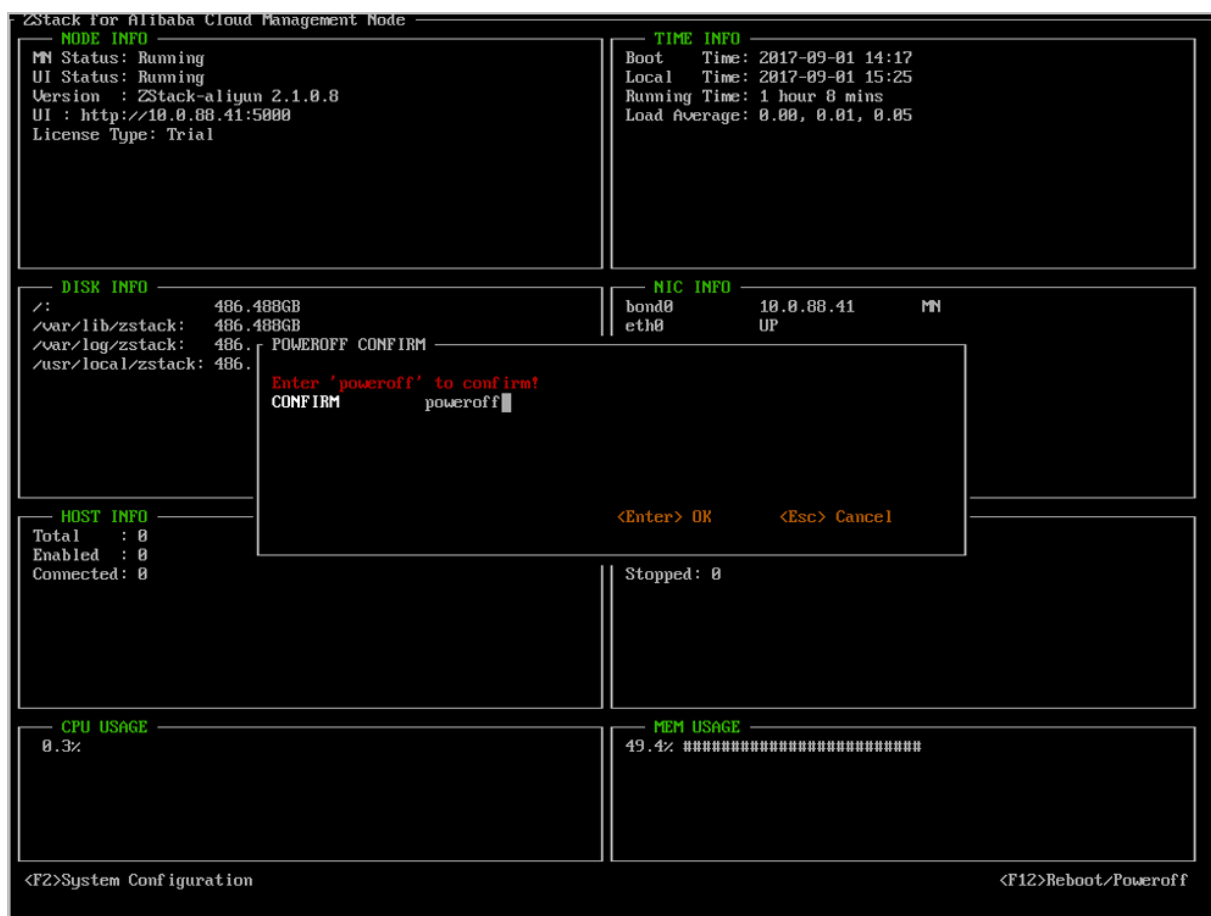 ZStack for Alibaba Cloud Management Node
NODE INFO
MN Status: Running
UI Status: Running
Version : ZStack-aliyun 2.1.0.8
UI : http://10.0.88.41:5000
License Type: Trial
TIME INFO
Boot Time: 2017-09-01 14:17
Local Time: 2017-09-01 15:25
Running Time: 1 hour 8 mins
Load Average: 0.00, 0.01, 0.05
DISK INFO
/: 486.488GB
/var/lib/zstack: 486.488GB
/var/log/zstack: 486.
/usr/local/zstack: 486.
NIC INFO
bond0 10.0.88.41 MN
eth0 UP
POWEROFF CONFIRM
Enter 'poweroff' to confirm!
CONFIRM poweroff
<Enter> OK <Esc> Cancel
HOST INFO
Total : 0
Enabled : 0
Connected: 0
Stopped: 0
CPU USAGE
0.3%
MEM USAGE
49.4% #########################
<F2>System Configuration
<F12>Reboot/Poweroff